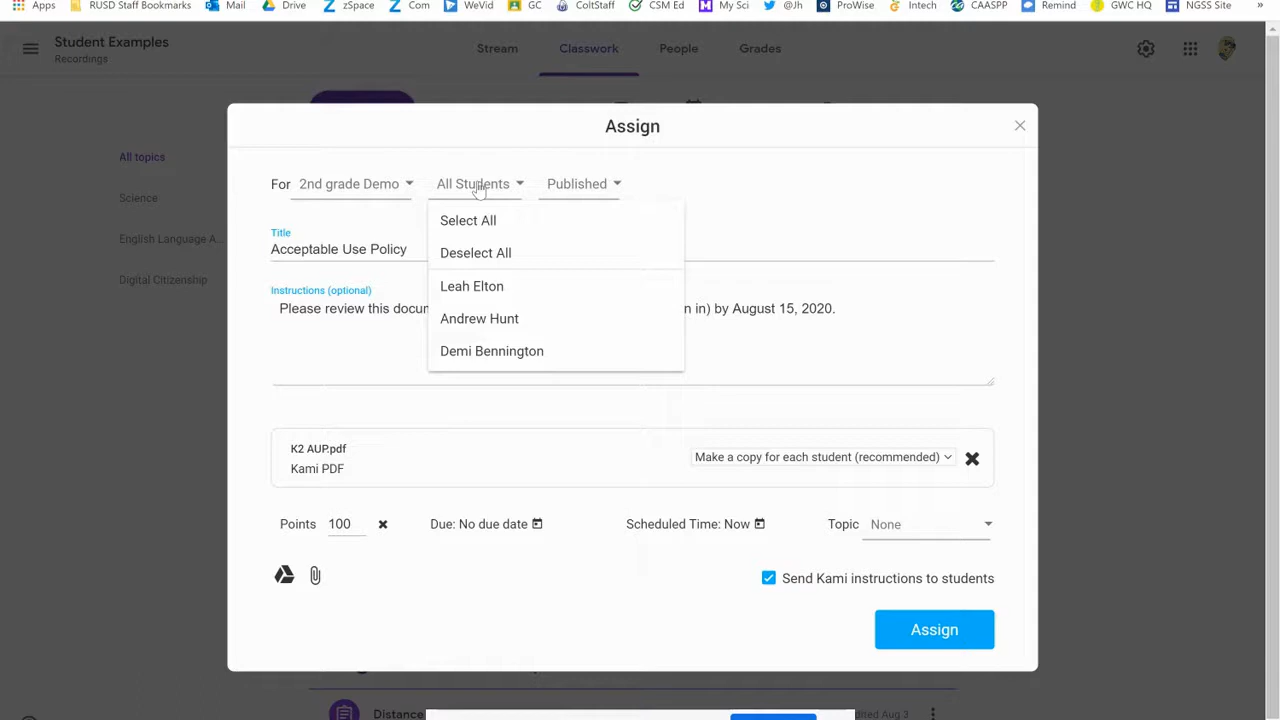 Apps RUSD Staff Bookmarks Mail Drive zSpace Com WeVid GC ColtStaff CSM Ed My Sci @Jh ProWise Intech CAASPP Remind GWC HQ NGSS Site »
Student Examples
Recordings
Stream Classwork People Grades
Assign
All topics
Science
English Language A...
Digital Citizenship
For 2nd grade Demo All Students Published
Select All
Deselect All
Leah Elton
Andrew Hunt
Demi Bennington
Title
Acceptable Use Policy
Instructions (optional)
Please review this docum n in) by August 15, 2020.
K2 AUP.pdf
Kami PDF
Make a copy for each student (recommended)
Points 100 Due: No due date Scheduled Time: Now Topic None
Send Kami instructions to students
Assign
Distance dited Aug 3